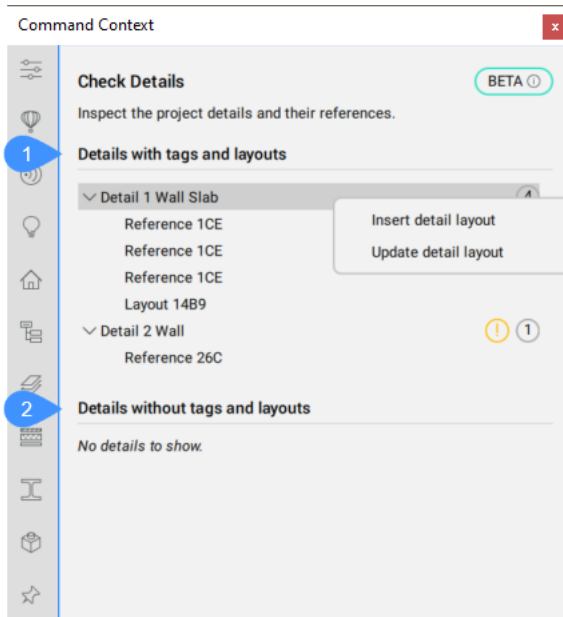 Command Context
x
Check Details
BETA
Inspect the project details and their references.
1
Details with tags and layouts
Detail 1 Wall Slab
4
Insert detail layout
Reference 1CE
Update detail layout
Reference 1CE
Reference 1CE
Layout 14B9
Detail 2 Wall
! 1
Reference 26C
2
Details without tags and layouts
No details to show.